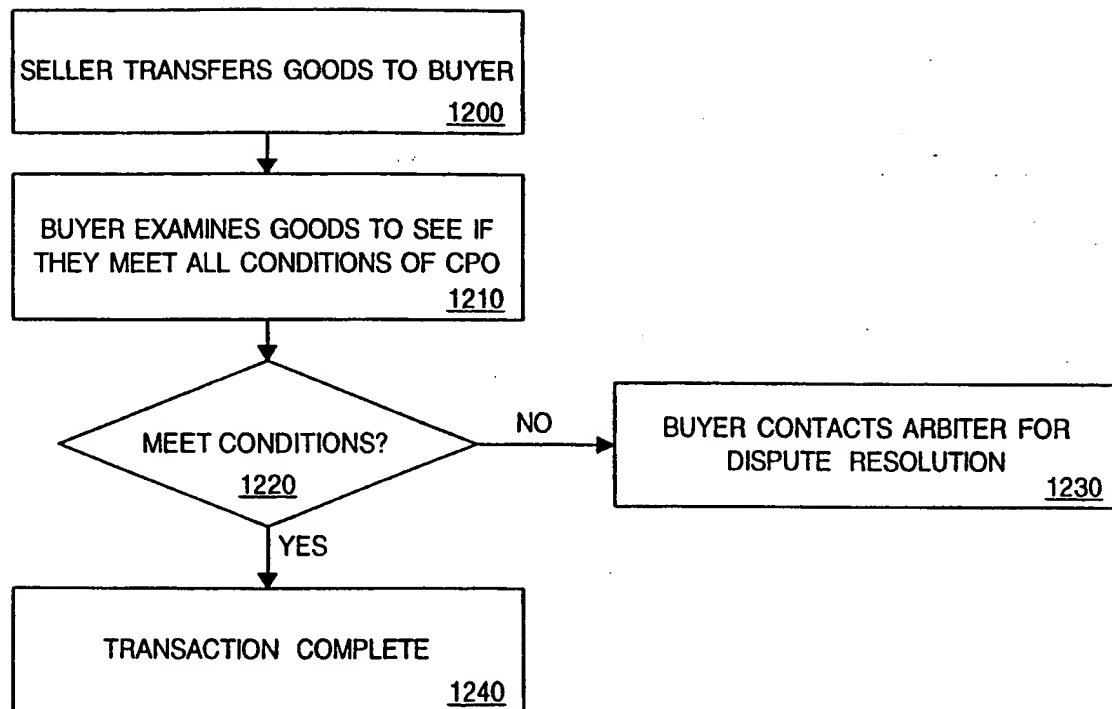 SELLER TRANSFERS GOODS TO BUYER
1200
BUYER EXAMINES GOODS TO SEE IF
THEY MEET ALL CONDITIONS OF CPO
1210
MEET CONDITIONS?
1220
NO
BUYER CONTACTS ARBITER FOR
DISPUTE RESOLUTION
1230
YES
TRANSACTION COMPLETE
1240